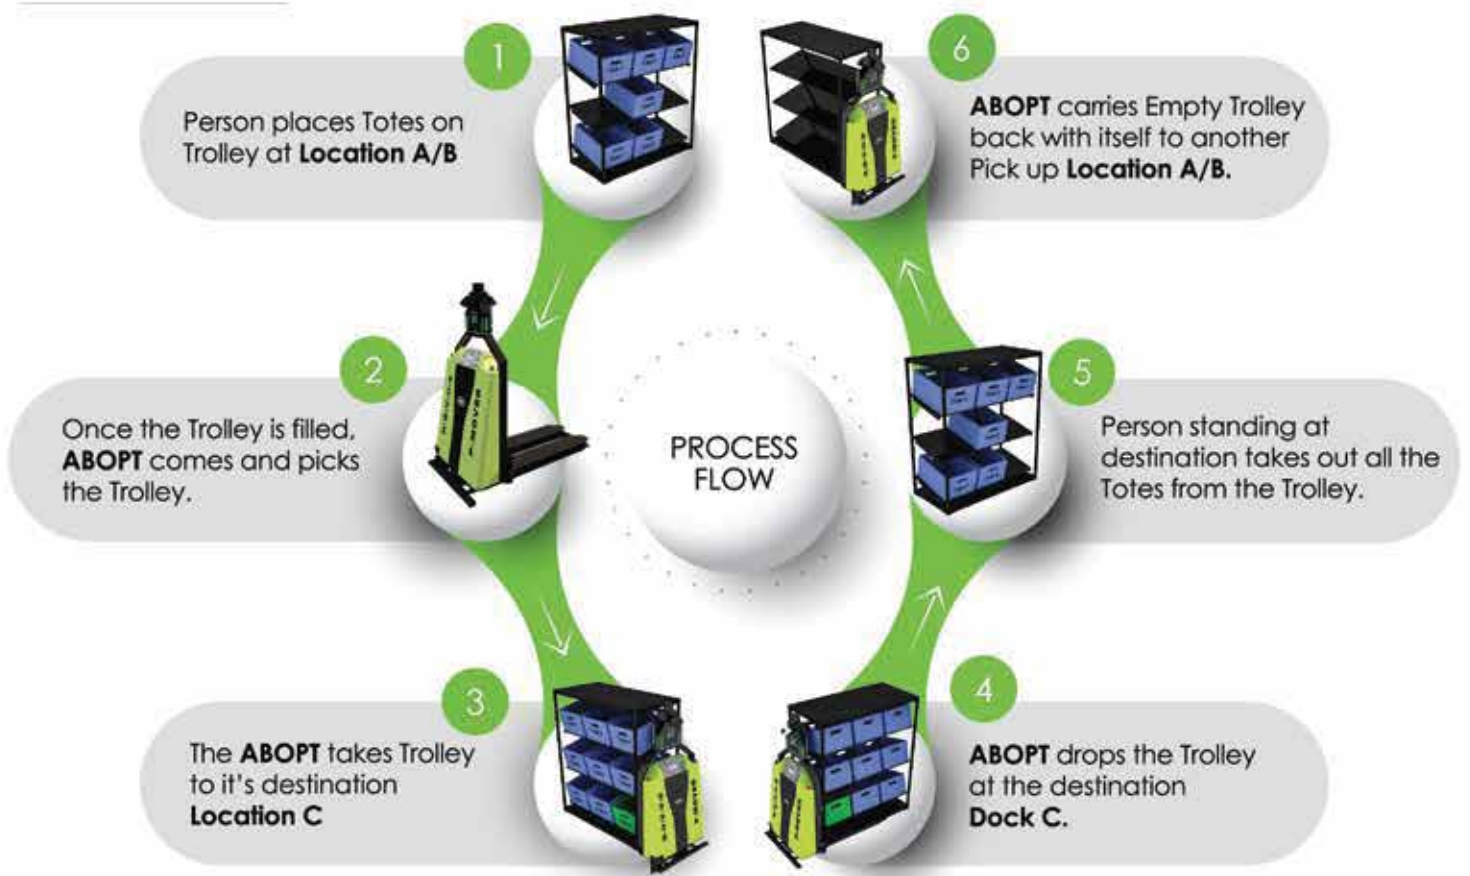 1
Person places Totes on
Trolley at Location A/B
2
Once the Trolley is filled,
ABOPT comes and picks
the Trolley.
3
The ABOPT takes Trolley
to it's destination
Location C
4
ABOPT drops the Trolley
at the destination
Dock C.
5
Person standing at
destination takes out all the
Totes from the Trolley.
6
ABOPT carries Empty Trolley
back with itself to another
Pick up Location A/B.
PROCESS
FLOW